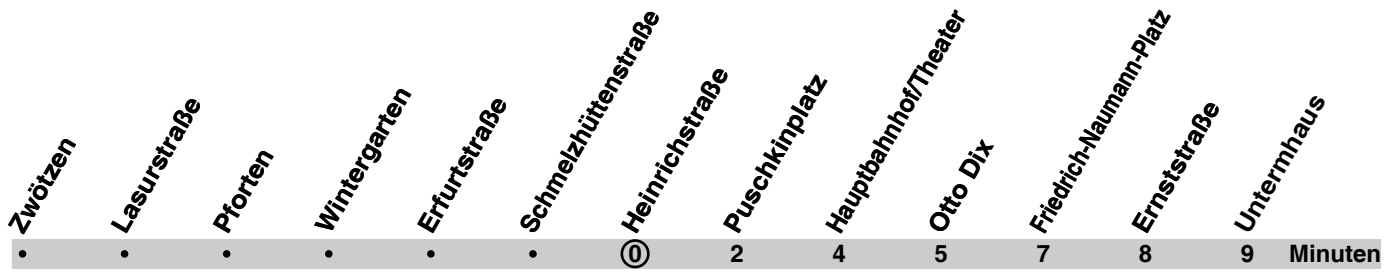 Zwötzen
Lasurstraße
Pforten
Wintergarten
Erfurtstraße
Schmelzhüttenstraße
Heinrichstraße
Puschkinplatz
Hauptbahnhof/Theater
Otto Dix
Friedrich-Naumann-Platz
Ernststraße
Untermhaus
• • • • • • 0 2 4 5 7 8 9 Minuten